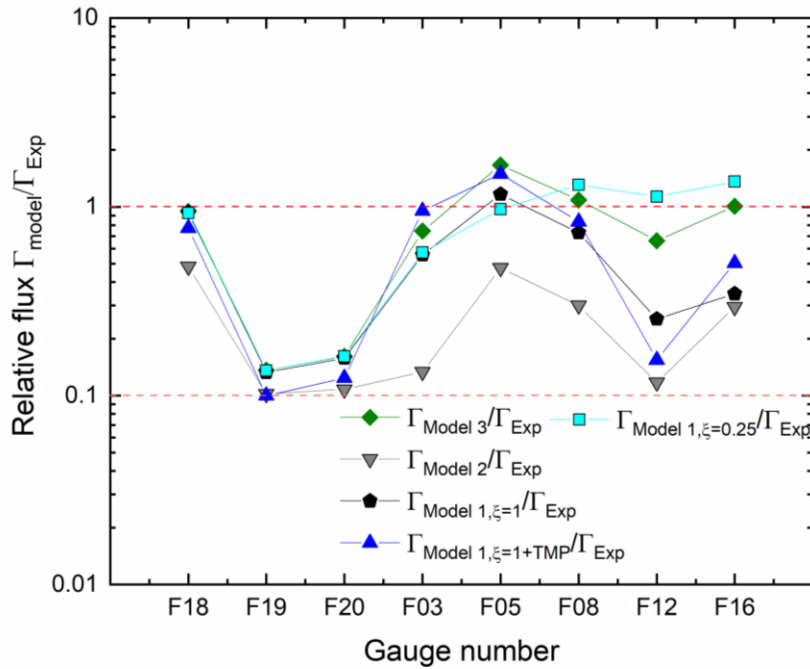 Relative flux Γmodel/ΓExp
10
1
0.1
0.01
ΓModel 3/ΓExp ΓModel 1,ξ=0.25/ΓExp
ΓModel 2/ΓExp
ΓModel 1,ξ=1/ΓExp
ΓModel 1,ξ=1+TMP/ΓExp
F18 F19 F20 F03 F05 F08 F12 F16
Gauge number